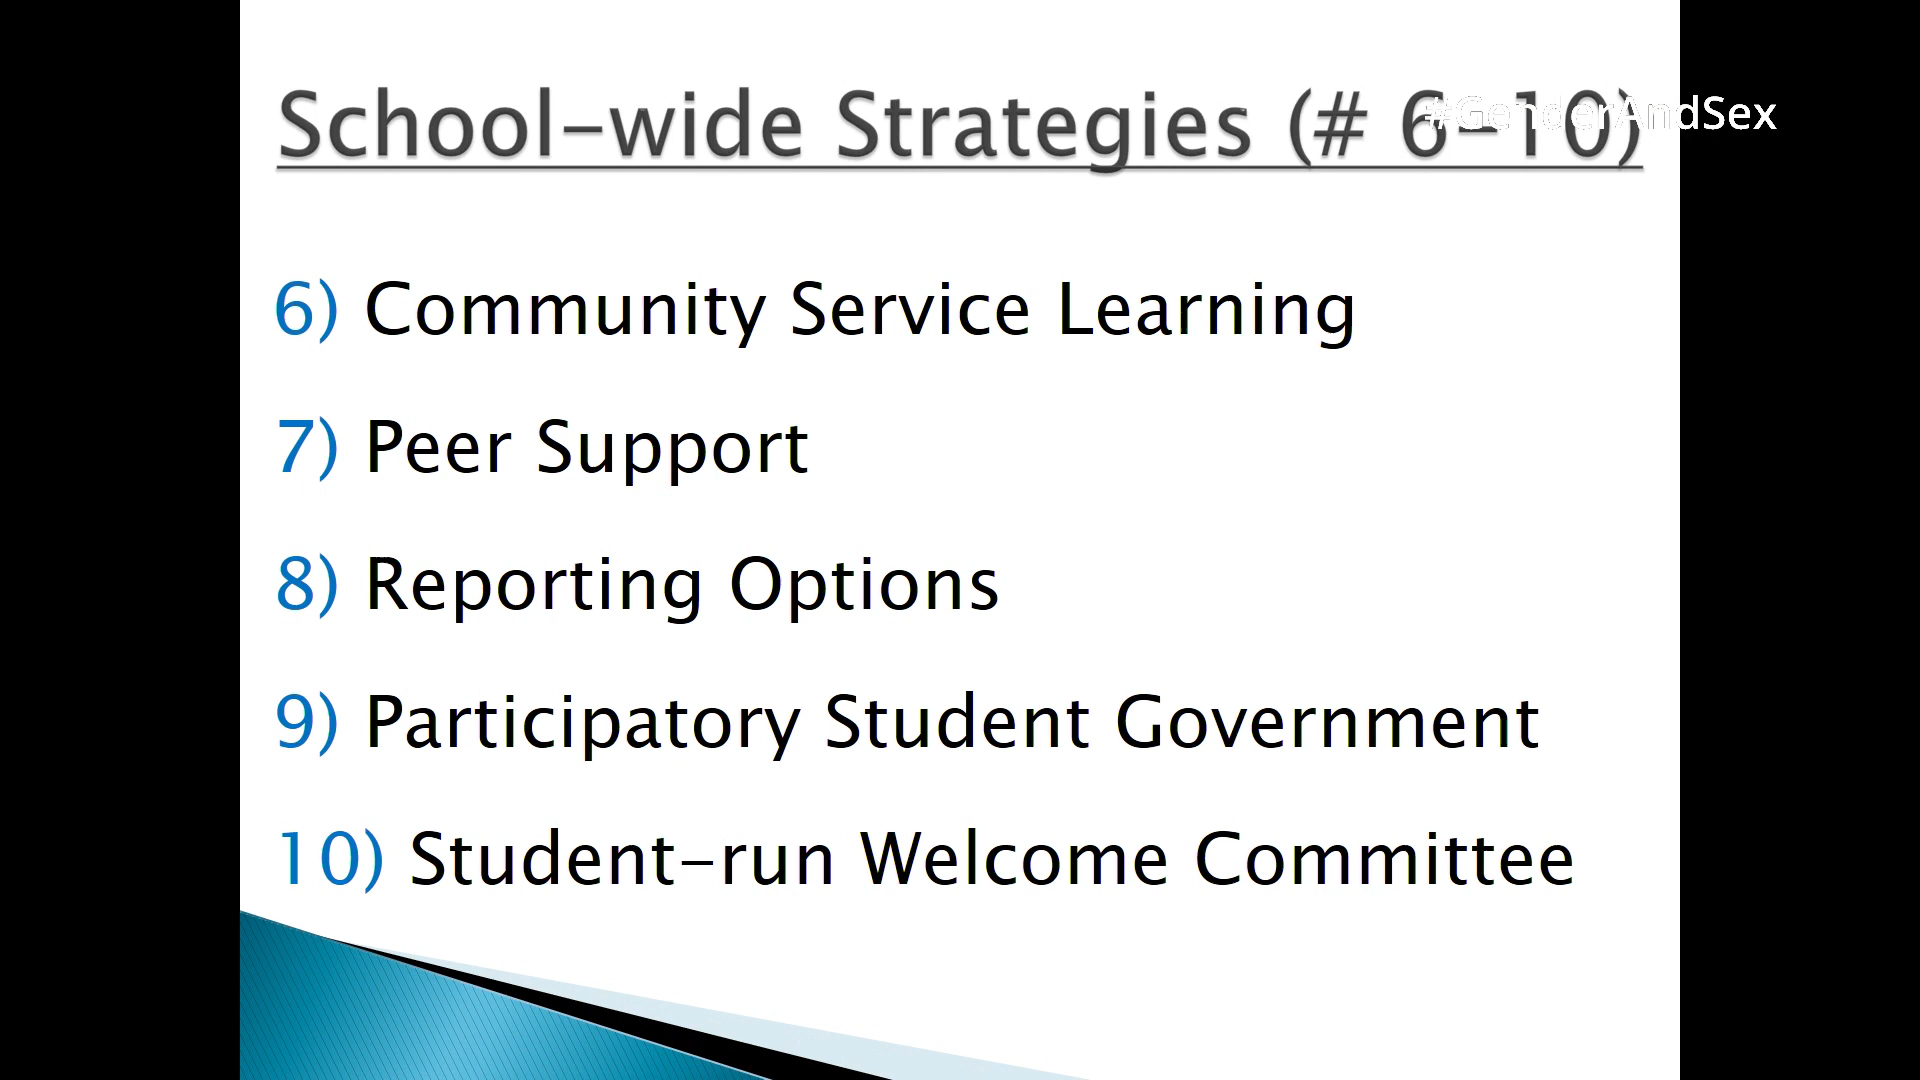 School-wide Strategies (# 6-10)
#GenderAndSex
6) Community Service Learning
7) Peer Support
8) Reporting Options
9) Participatory Student Government
10) Student-run Welcome Committee